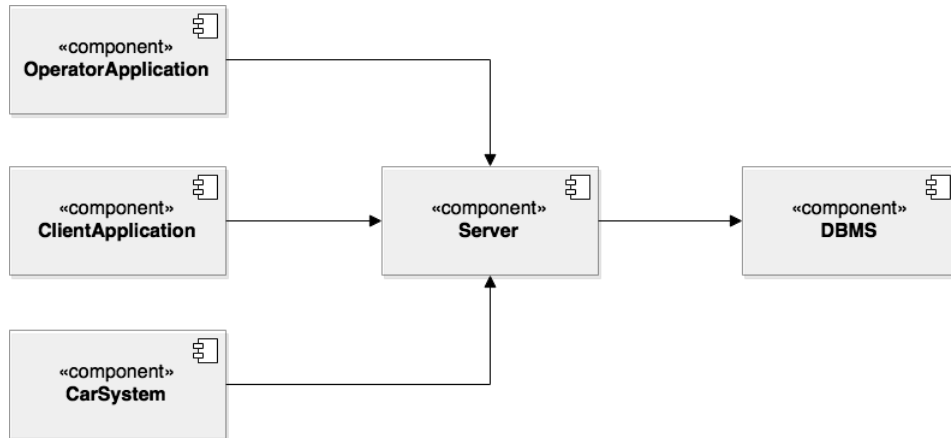 «component»
OperatorApplication
«component»
ClientApplication
«component»
Server
«component»
DBMS
«component»
CarSystem